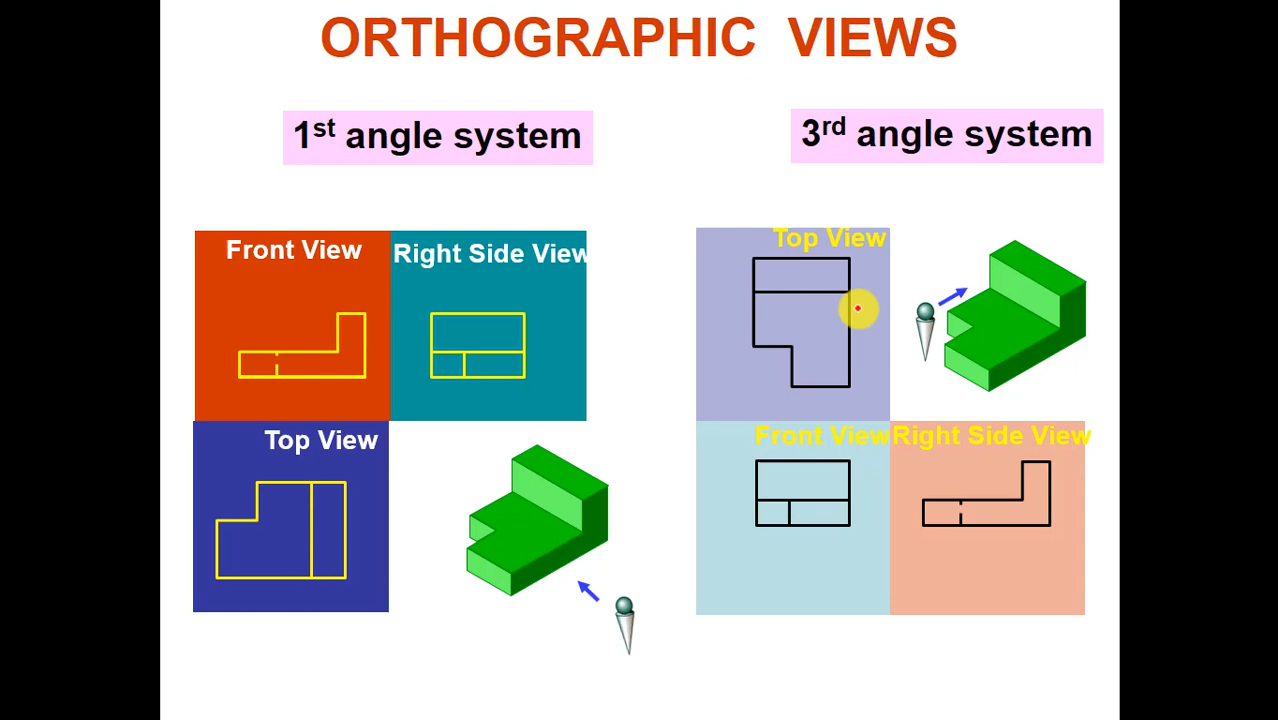 ORTHOGRAPHIC VIEWS
1st angle system
3rd angle system
Front View
Right Side View
Top View
Top View
Front View
Right Side View